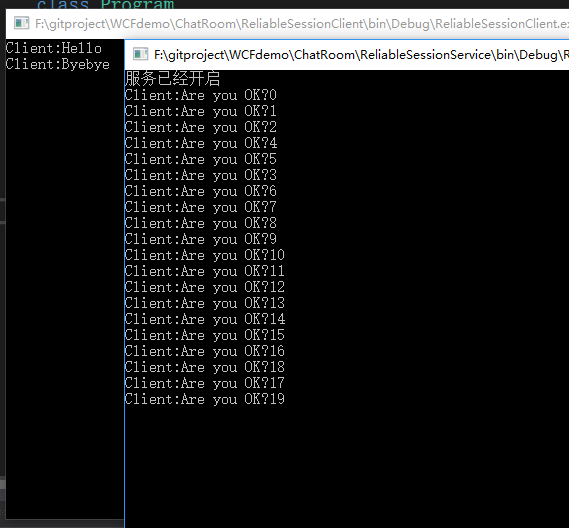 class Program
F:\gitproject\WCFdemo\ChatRoom\ReliableSessionClient\bin\Debug\ReliableSessionClient.ex
Client:Hello
Client:Byebye
F:\gitproject\WCFdemo\ChatRoom\ReliableSessionService\bin\Debug\R
服务已经开启
Client:Are you OK?0
Client:Are you OK?1
Client:Are you OK?2
Client:Are you OK?4
Client:Are you OK?5
Client:Are you OK?3
Client:Are you OK?6
Client:Are you OK?7
Client:Are you OK?8
Client:Are you OK?9
Client:Are you OK?10
Client:Are you OK?11
Client:Are you OK?12
Client:Are you OK?13
Client:Are you OK?14
Client:Are you OK?15
Client:Are you OK?16
Client:Are you OK?18
Client:Are you OK?17
Client:Are you OK?19